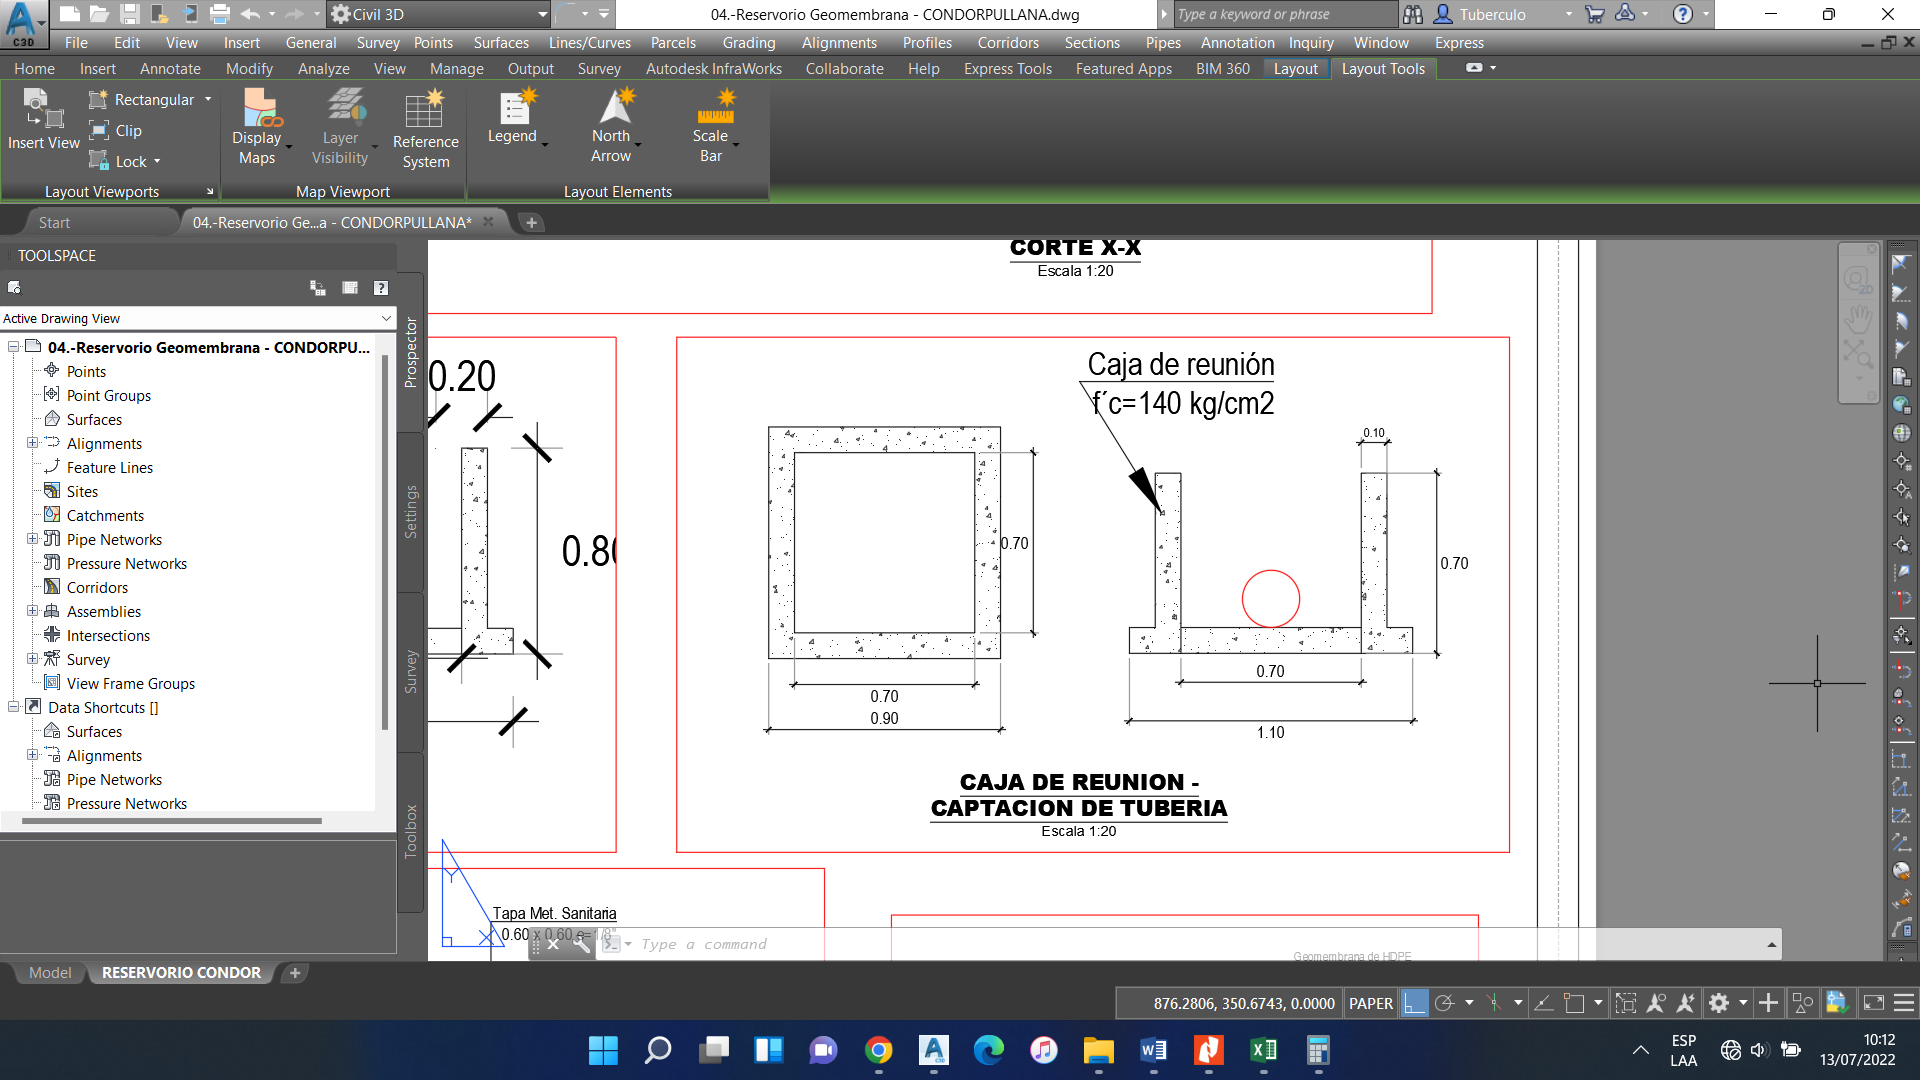 Civil 3D
04.-Reservorio Geomembrana - CONDORPULLANA.dwg
Type a keyword or phrase
Tuberculo
C3D
File Edit View Insert General Survey Points Surfaces Lines/Curves Parcels Grading Alignments Profiles Corridors Sections Pipes Annotation Inquiry Window Express
Home Insert Annotate Modify Analyze View Manage Output Survey Autodesk InfraWorks Collaborate Help Express Tools Featured Apps BIM 360 Layout Layout Tools
Insert View
Rectangular
Clip
Lock
Display Maps
Layer Visibility
Reference System
Legend
North Arrow
Scale Bar
Layout Viewports
Map Viewport
Layout Elements
Start
04.-Reservorio Ge...a - CONDORPULLANA*
TOOLSPACE
Active Drawing View
04.-Reservorio Geomembrana - CONDORPU...
Points
Point Groups
Surfaces
Alignments
Feature Lines
Sites
Catchments
Pipe Networks
Pressure Networks
Corridors
Assemblies
Intersections
Survey
View Frame Groups
Data Shortcuts []
Surfaces
Alignments
Pipe Networks
Pressure Networks
Prospector
Settings
Survey
Toolbox
CORTE X-X
Escala 1:20
0.20
0.80
Caja de reunión
f´c=140 kg/cm2
0.10
0.70
0.70
0.70
0.70
0.90
1.10
CAJA DE REUNION -
CAPTACION DE TUBERIA
Escala 1:20
Y
X
Tapa Met. Sanitaria
0.60 x 0.60 e=1/8"
Type a command
Geomembrana de HDPE
Model
RESERVORIO CONDOR
876.2806, 350.6743, 0.0000
PAPER
ESP
LAA
10:12
13/07/2022